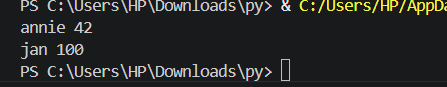 PS C:\Users\HP\Downloads\py> & C:/Users/HP/AppDa
annie 42
jan 100
PS C:\Users\HP\Downloads\py>